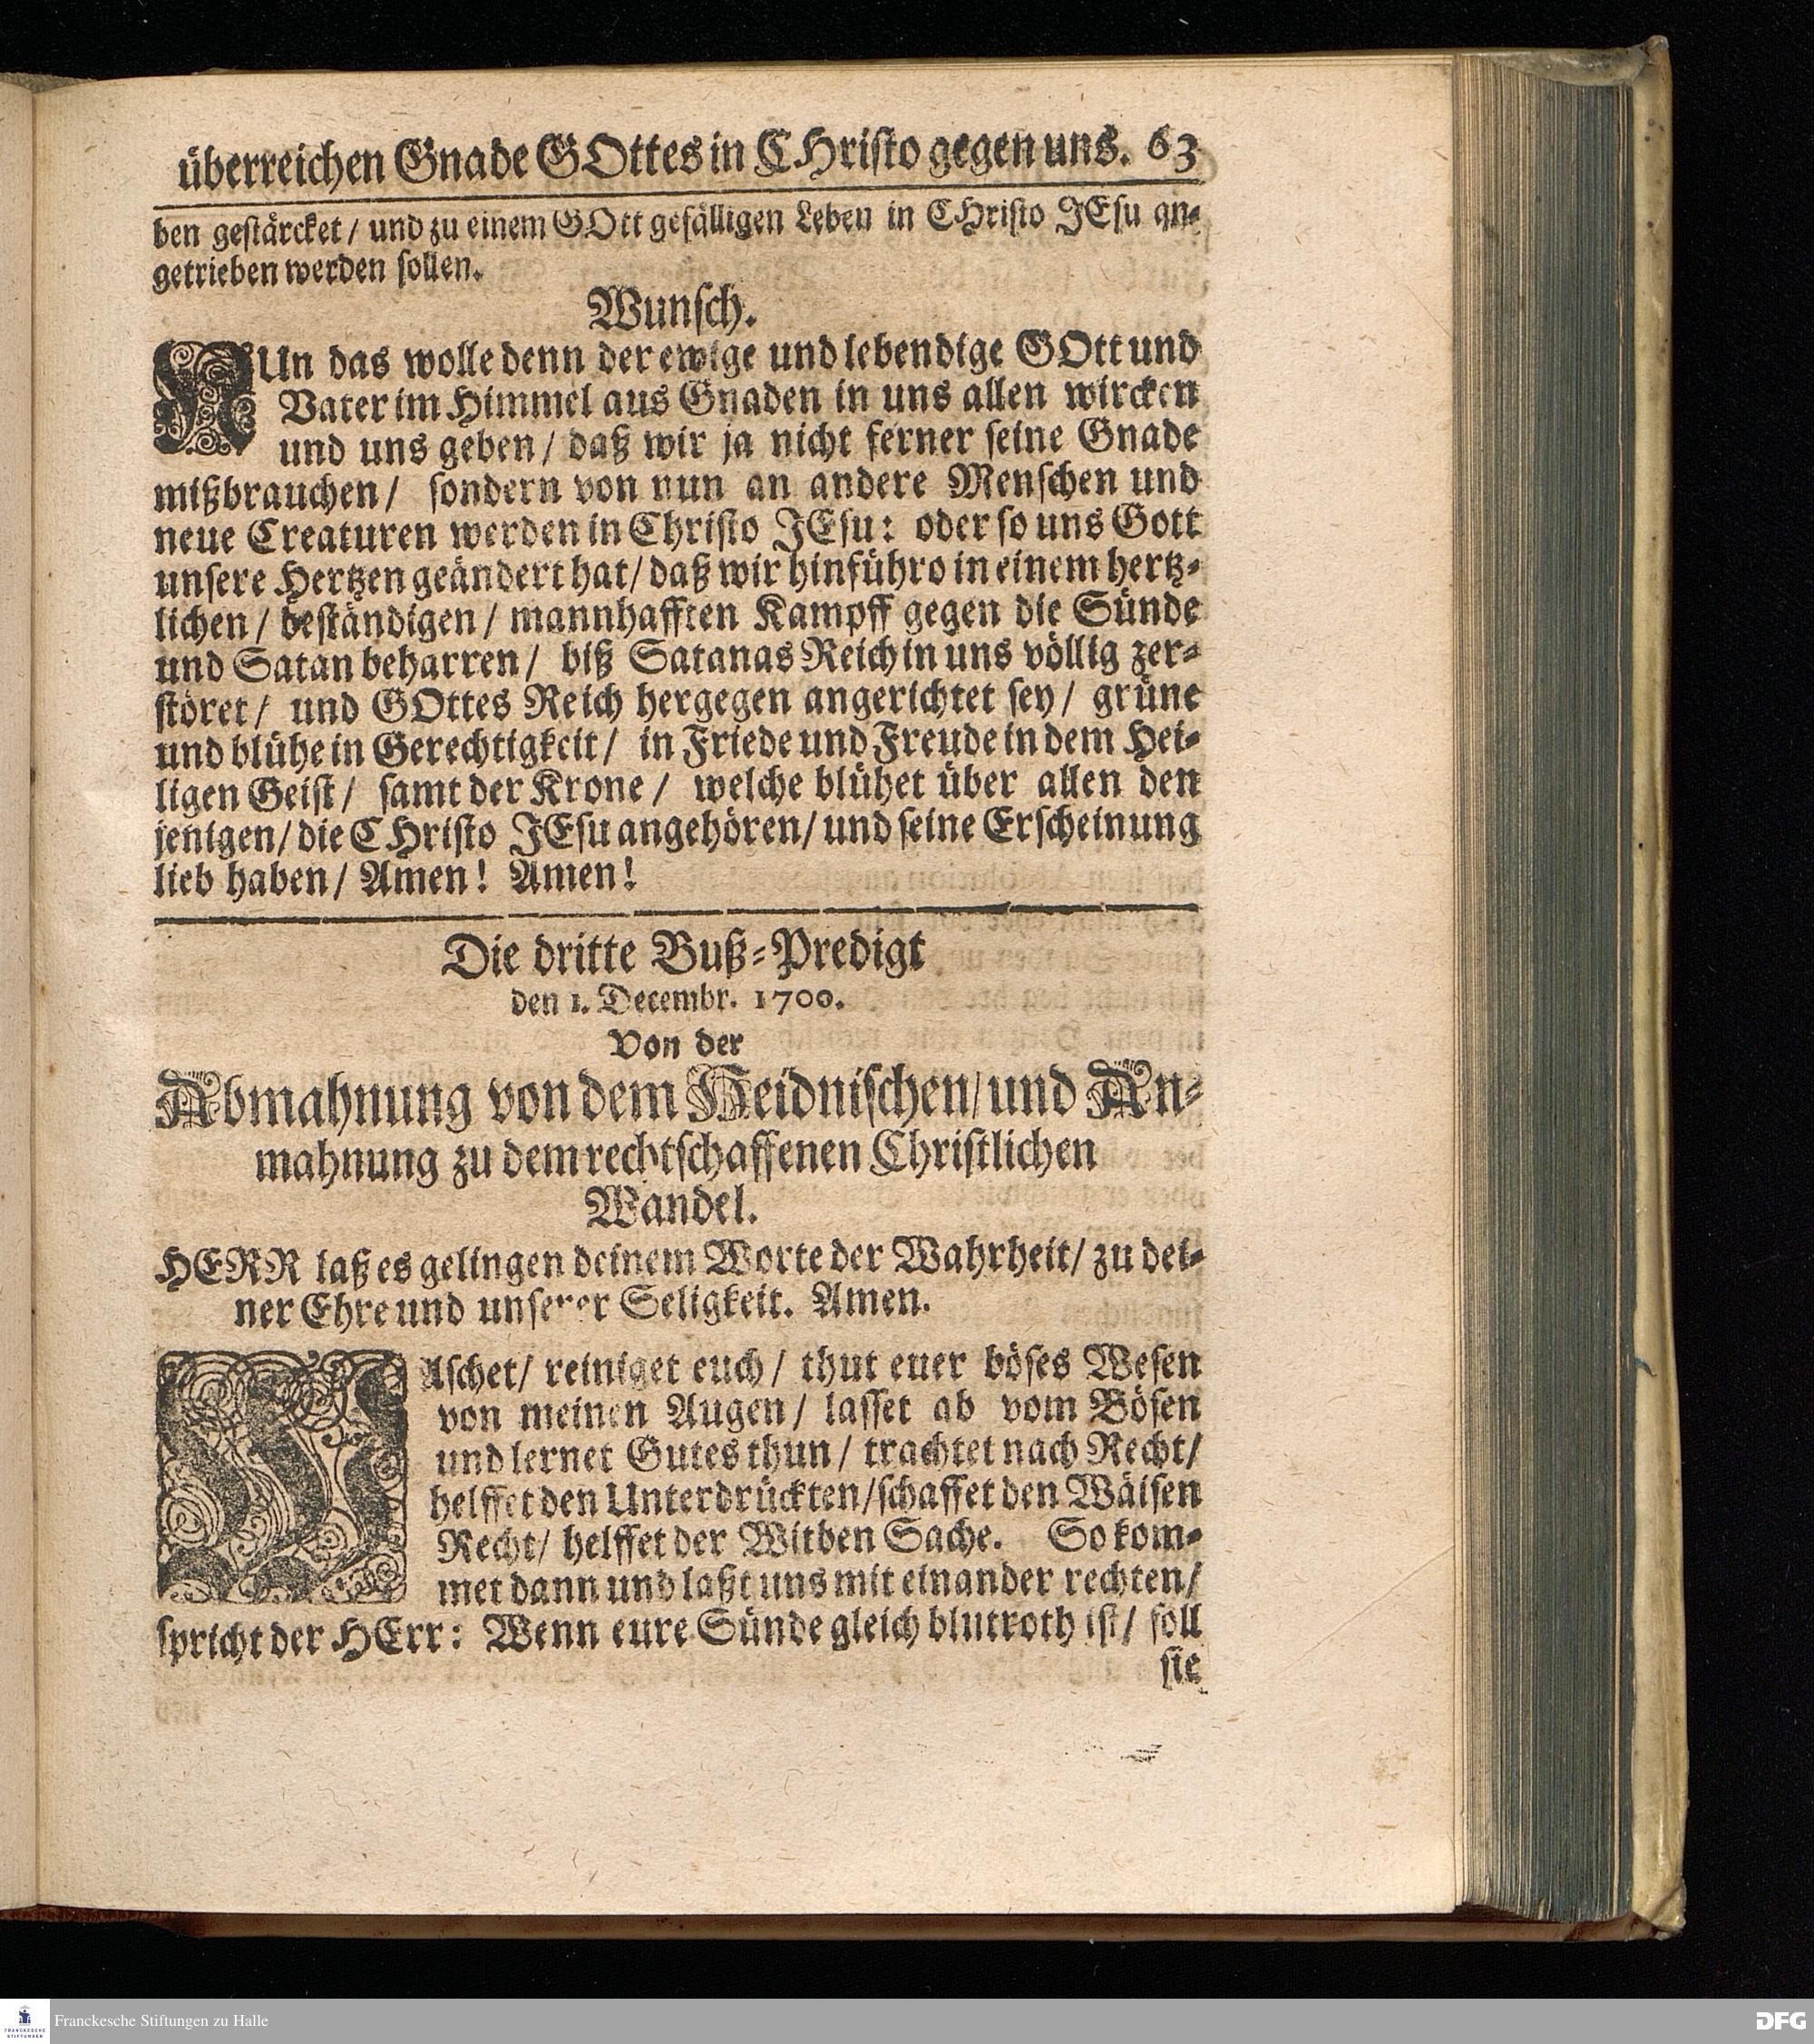 überreichen Gnade GOttes in CHristo gegen uns. 63
ben gestärcket / und zu einem GOtt gefälligen Leben in CHristo JEsu an-
getrieben werden sollen.
Wunsch.
NUn das wolle denn der ewige und lebendige GOtt und
Vater im Himmel aus Gnaden in uns allen wircken
und uns geben / daß wir ja nicht ferner seine Gnade
mißbrauchen / sondern von nun an andere Menschen und
neue Creaturen werden in Christo JEsu: oder so uns Gott
unsere Hertzen geändert hat / daß wir hinführo in einem hertz-
lichen / beständigen / mannhafften Kampff gegen die Sünde
und Satan beharren / biß Satanas Reich in uns völlig zer-
störet / und GOttes Reich hergegen angerichtet sey / grüne
und blühe in Gerechtigkeit / in Friede und Freude in dem Hei-
ligen Geist / samt der Krone / welche blühet über allen den
jenigen / die CHristo JEsu angehören / und seine Erscheinung
lieb haben / Amen! Amen!
Die dritte Buß-Predigt
den 1. Decembr. 1700.
Von der
Abmahnung von dem Heidnischen / und An-
mahnung zu dem rechtschaffenen Christlichen
Wandel.
HERR laß es gelingen deinem Worte der Wahrheit / zu dei-
ner Ehre und unserer Seligkeit. Amen.
WAschet / reiniget euch / thut euer böses Wesen
von meinen Augen / lasset ab vom Bösen
und lernet Gutes thun / trachtet nach Recht /
helffet den Unterdrückten / schaffet den Wäisen
Recht / helffet der Witben Sache. So kom-
met dann und laßt uns mit einander rechten /
spricht der HErr: Wenn eure Sünde gleich blutroth ist / soll
sie
Franckesche Stiftungen zu Halle
FRANCKESCHE
STIFTUNGEN
DFG